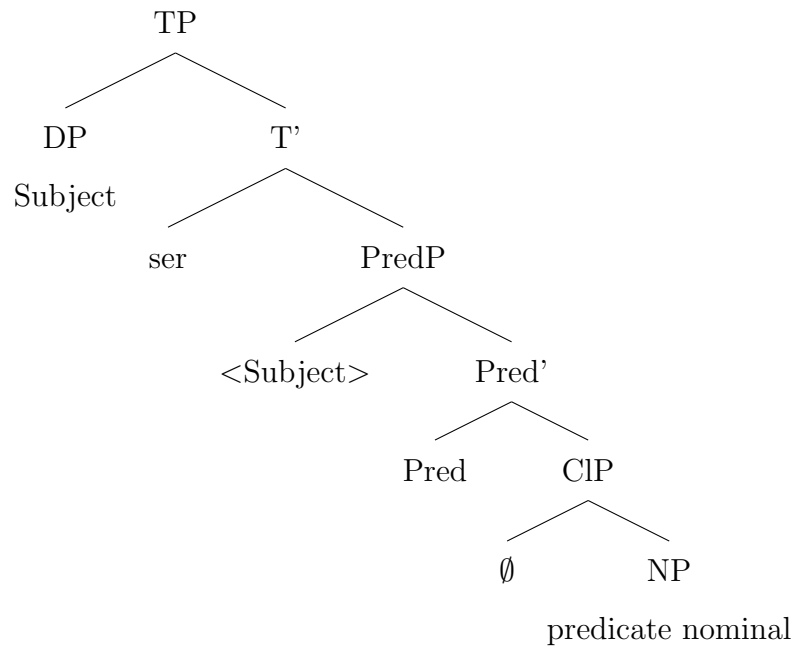 TP
DP T’
Subject
ser PredP
<Subject> Pred’
Pred ClP
∅ NP
predicate nominal